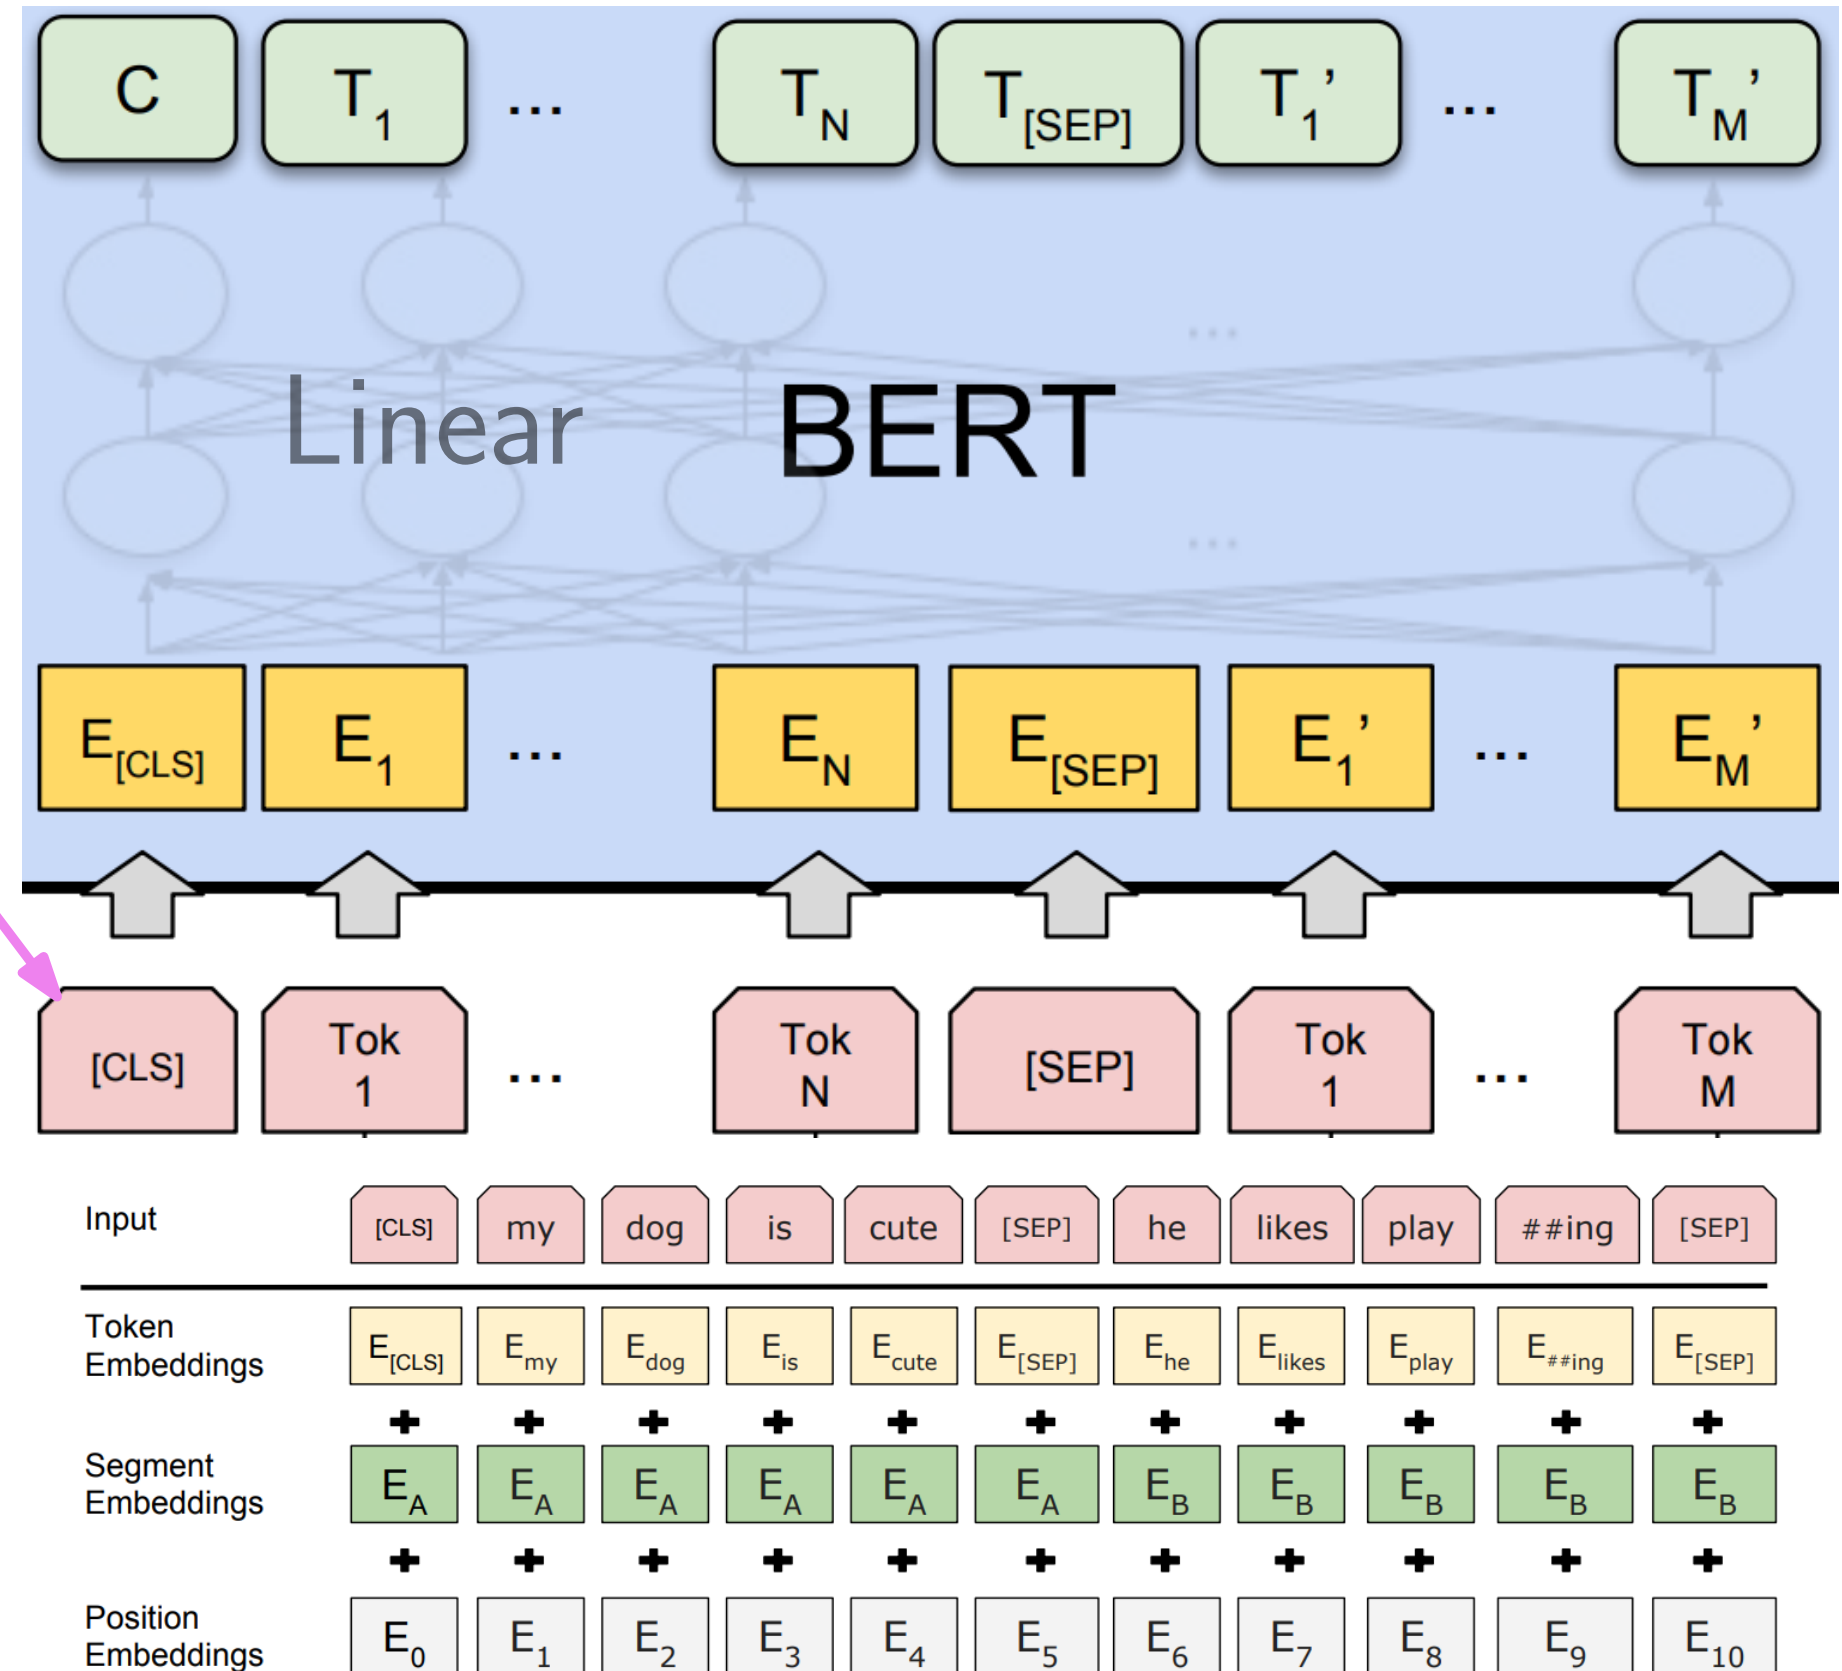 C T1 ... TN T[SEP] T1’ ... TM’
...
Linear BERT
...
E[CLS] E1 ... EN E[SEP] E1’ ... EM’
[CLS] Tok 1 ... Tok N [SEP] Tok 1 ... Tok M
Input [CLS] my dog is cute [SEP] he likes play ##ing [SEP]
Token Embeddings E[CLS] Emy Edog Eis Ecute E[SEP] Ehe Elikes Eplay E##ing E[SEP]
+ + + + + + + + + + +
Segment Embeddings EA EA EA EA EA EA EB EB EB EB EB
+ + + + + + + + + + +
Position Embeddings E0 E1 E2 E3 E4 E5 E6 E7 E8 E9 E10